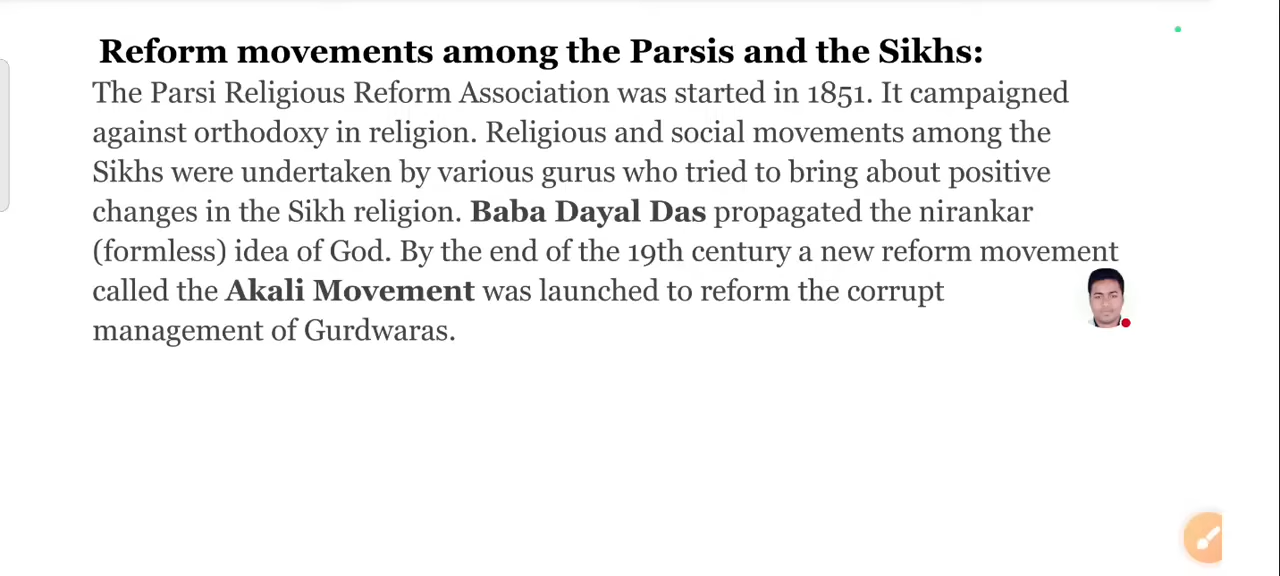 Reform movements among the Parsis and the Sikhs:
The Parsi Religious Reform Association was started in 1851. It campaigned
against orthodoxy in religion. Religious and social movements among the
Sikhs were undertaken by various gurus who tried to bring about positive
changes in the Sikh religion. Baba Dayal Das propagated the nirankar
(formless) idea of God. By the end of the 19th century a new reform movement
called the Akali Movement was launched to reform the corrupt
management of Gurdwaras.